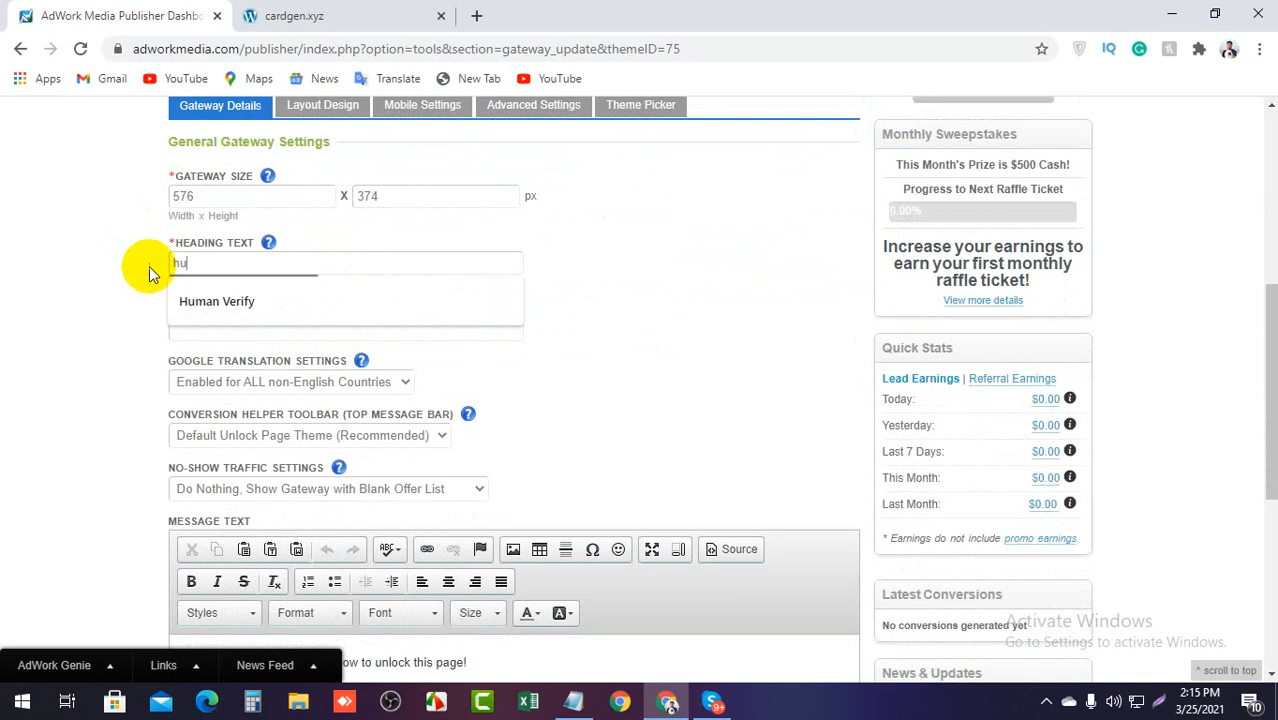 AdWork Media Publisher Dashbo
cardgen.xyz
adworkmedia.com/publisher/index.php?option=tools&section=gateway_update&themeID=75
IQ
Apps
Gmail
YouTube
Maps
News
Translate
New Tab
YouTube
Gateway Details
Layout Design
Mobile Settings
Advanced Settings
Theme Picker
General Gateway Settings
*GATEWAY SIZE ?
576 X 374 px
Width x Height
*HEADING TEXT ?
hu
Human Verify
GOOGLE TRANSLATION SETTINGS ?
Enabled for ALL non-English Countries
CONVERSION HELPER TOOLBAR (TOP MESSAGE BAR) ?
Default Unlock Page Theme (Recommended)
NO-SHOW TRAFFIC SETTINGS ?
Do Nothing, Show Gateway with Blank Offer List
MESSAGE TEXT
ABC
Ω
Source
B I S Tx
Styles Format Font Size A A
ow to unlock this page!
Monthly Sweepstakes
This Month's Prize is $500 Cash!
Progress to Next Raffle Ticket
0.00%
Increase your earnings to
earn your first monthly
raffle ticket!
View more details
Quick Stats
Lead Earnings | Referral Earnings
Today: $0.00
Yesterday: $0.00
Last 7 Days: $0.00
This Month: $0.00
Last Month: $0.00
* Earnings do not include promo earnings
Latest Conversions
No conversions generated yet
News & Updates
Activate Windows
Go to Settings to activate Windows.
^ scroll to top
AdWork Genie
Links
News Feed
9+
2:15 PM
3/25/2021
10